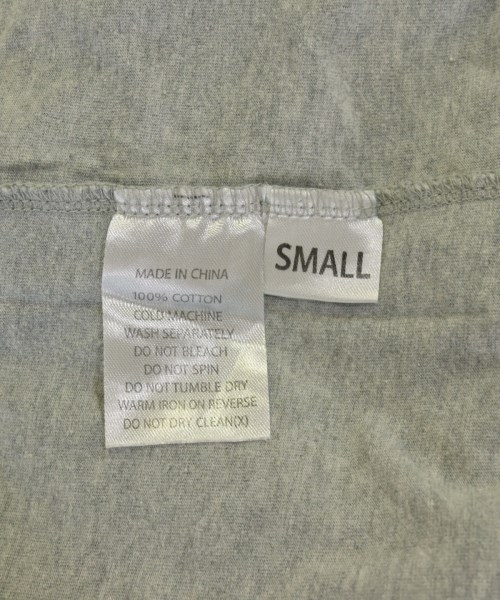 MADE IN CHINA
100% COTTON
COLD MACHINE
WASH SEPARATELY
DO NOT BLEACH
DO NOT SPIN
DO NOT TUMBLE DRY
WARM IRON ON REVERSE
DO NOT DRY CLEAN(X)
SMALL